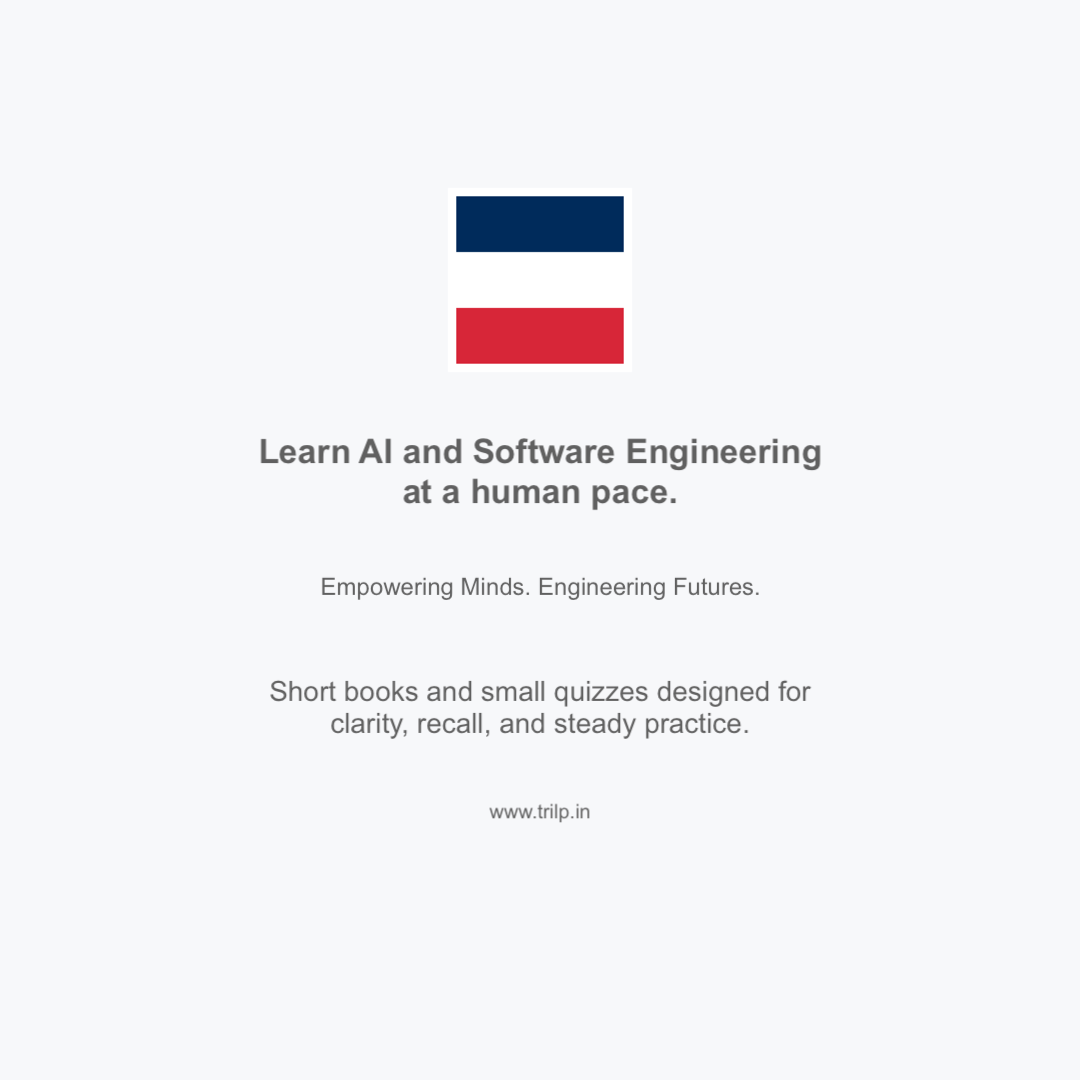 Learn AI and Software Engineering
at a human pace.
Empowering Minds. Engineering Futures.
Short books and small quizzes designed for
clarity, recall, and steady practice.
www.trilp.in